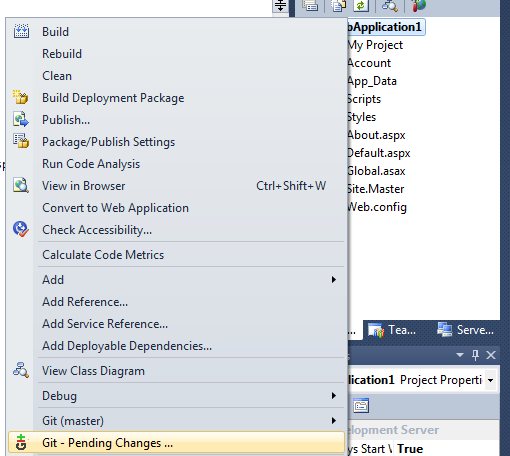 Build
Rebuild
Clean
Build Deployment Package
Publish...
Package/Publish Settings
Run Code Analysis
View in Browser Ctrl+Shift+W
Convert to Web Application
Check Accessibility...
Calculate Code Metrics
Add
Add Reference...
Add Service Reference...
Add Deployable Dependencies...
View Class Diagram
Debug
Git (master)
Git - Pending Changes ...
bApplication1
My Project
Account
App_Data
Scripts
Styles
About.aspx
Default.aspx
Global.asax
Site.Master
Web.config
... Tea... Serve...
lication1 Project Properti
elopment Server
ys Start \ True